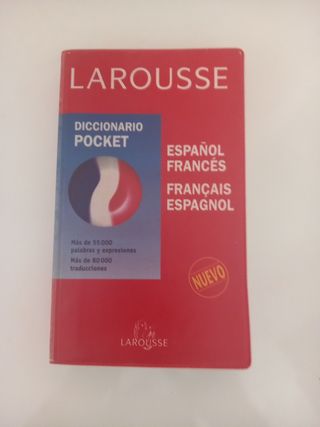 LAROUSSE
DICCIONARIO
POCKET
ESPAÑOL
FRANCÉS
FRANÇAIS
ESPAGNOL
Más de 55 000
palabras y expresiones
Más de 80 000
traducciones
NUEVO
LAROUSSE